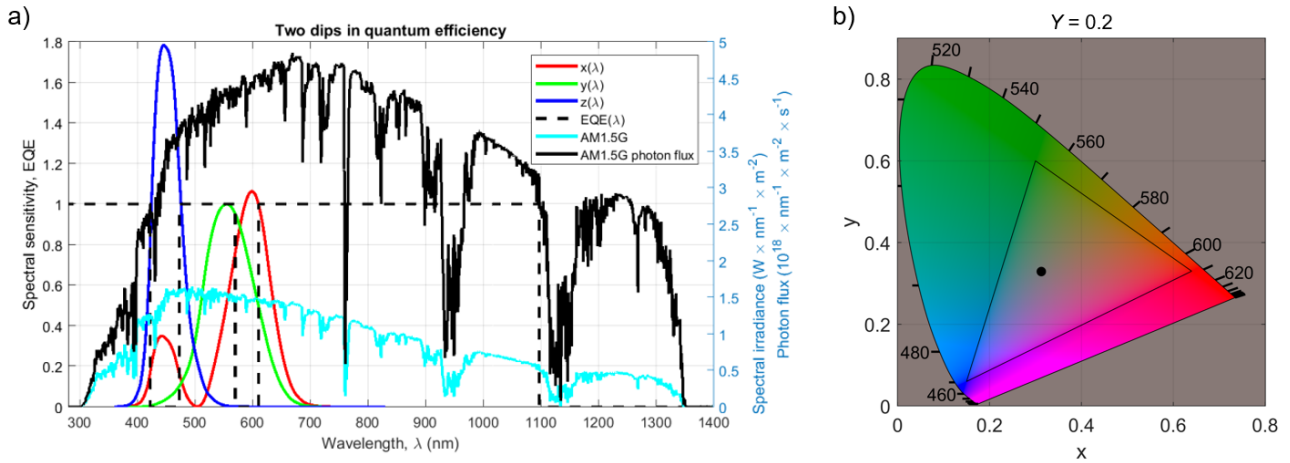 a)
Two dips in quantum efficiency
1.8
1.6
1.4
1.2
1
0.8
0.6
0.4
0.2
0
Spectral sensitivity, EQE
300 400 500 600 700 800 900 1000 1100 1200 1300 1400
Wavelength, λ (nm)
x(λ)
y(λ)
z(λ)
EQE(λ)
AM1.5G
AM1.5G photon flux
5
4.5
4
3.5
3
2.5
2
1.5
1
0.5
0
Spectral irradiance (W × nm⁻¹ × m⁻²)
Photon flux (10¹⁸ × nm⁻¹ × m⁻² × s⁻¹)
b)
Y = 0.2
0.8
0.6
0.4
0.2
0
y
0 0.2 0.4 0.6 0.8
x
520
540
560
580
600
620
480
460